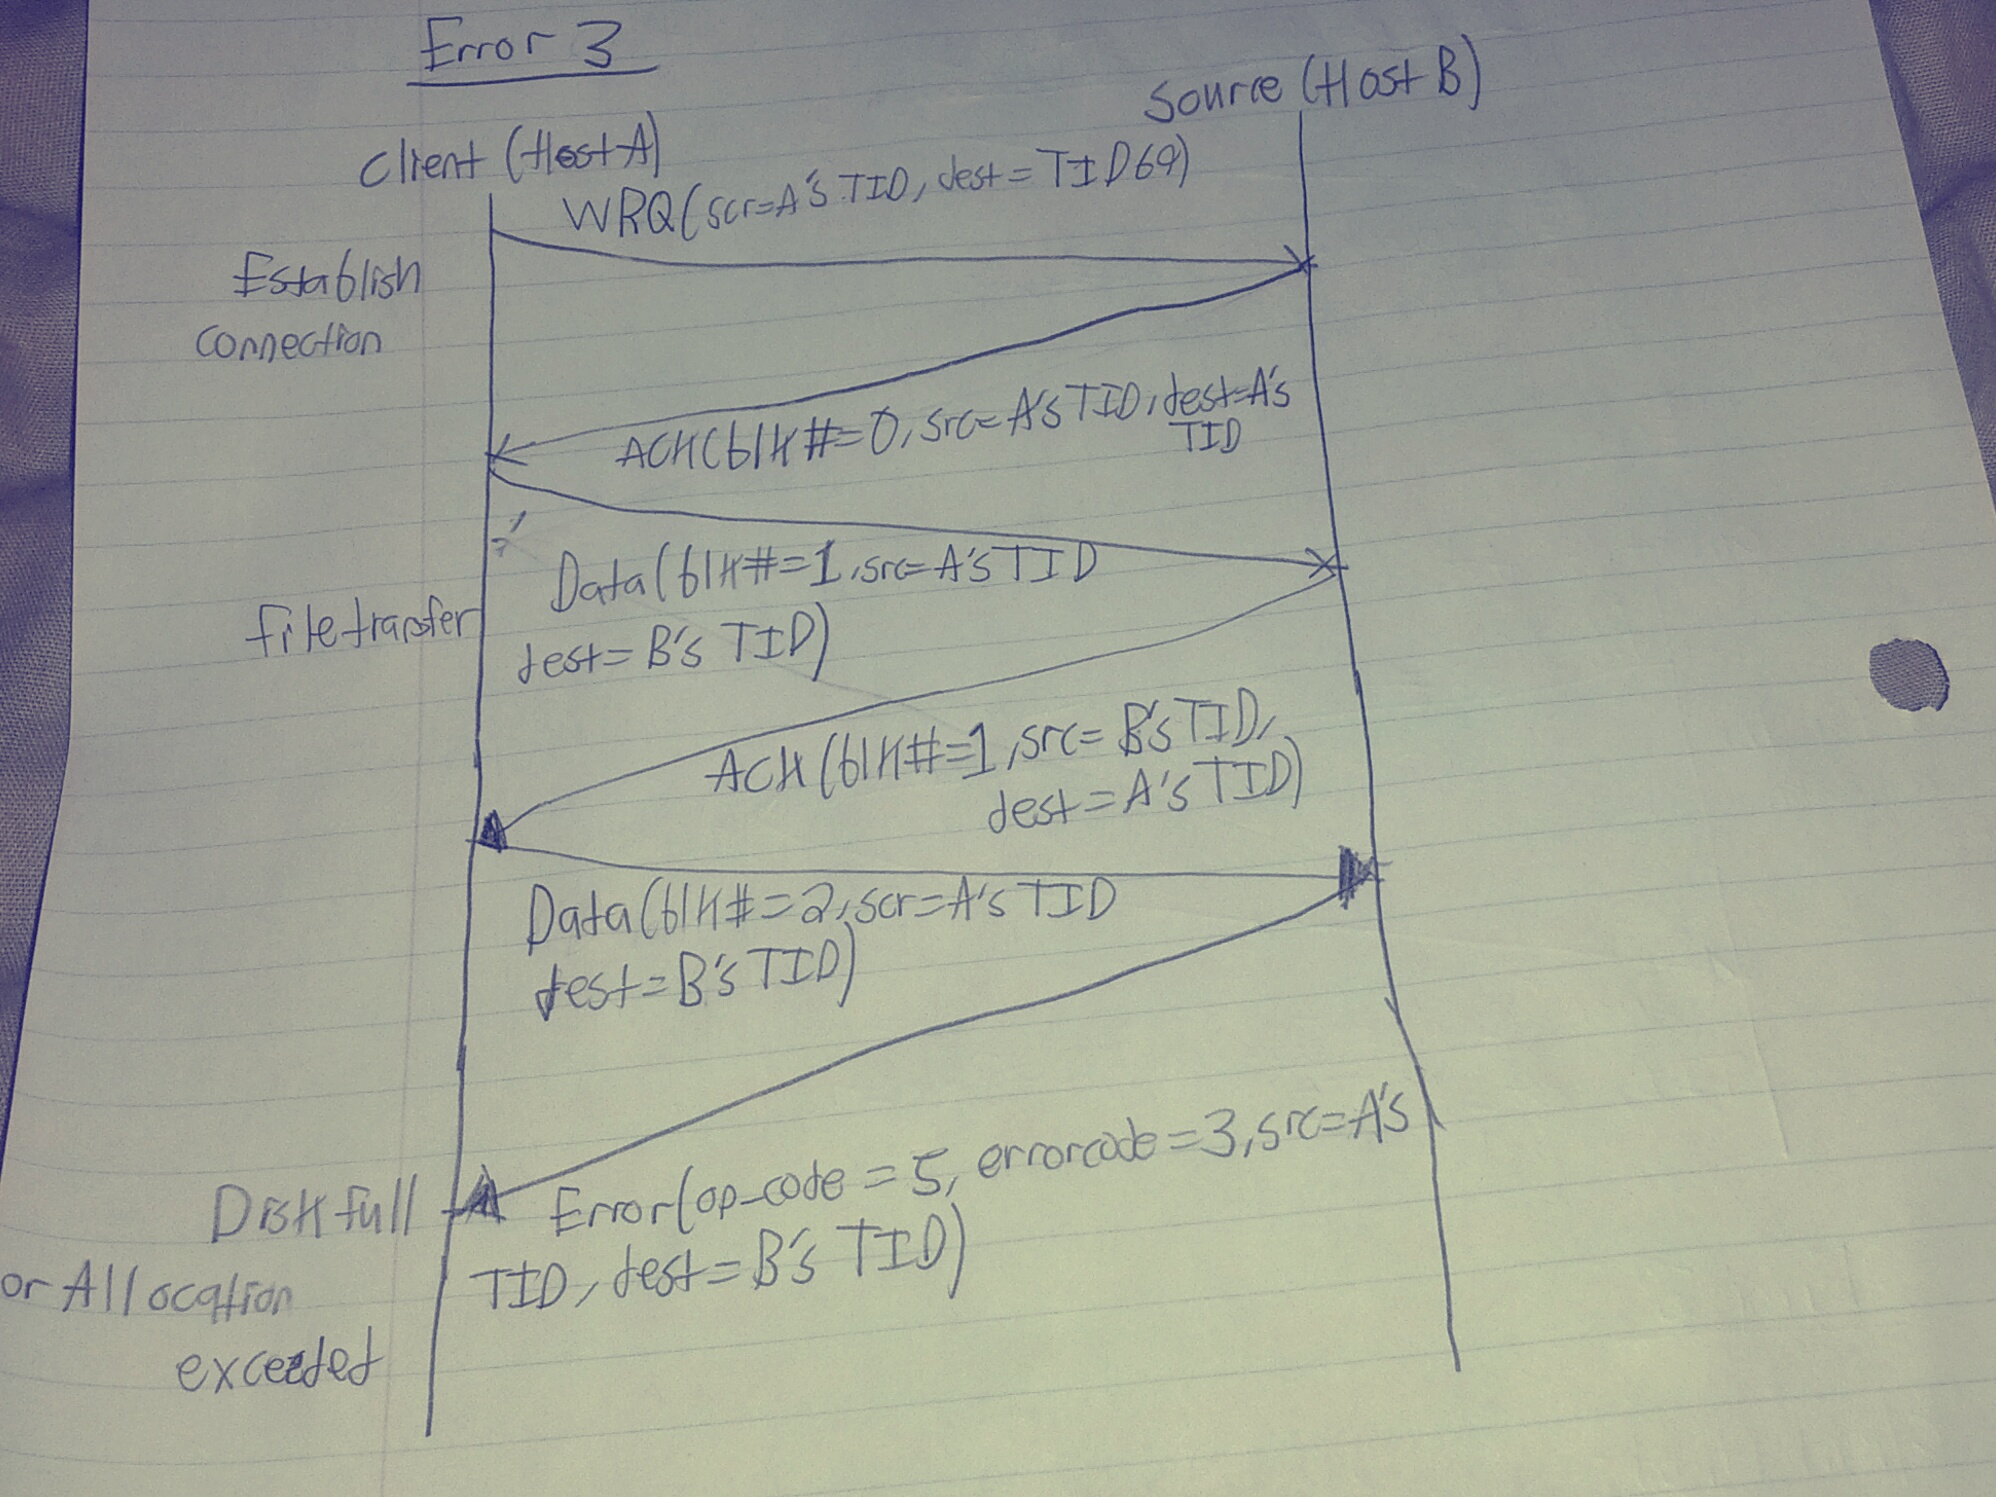 Error 3
Source (Host B)
Client (Host A)
WRQ(scr=A's TID, dest=TID69)
Establish
connection
ACK(blk#=0, src=A's TID, dest=A's
TID
Data(blk#=1, src=A's TID
dest=B's TID)
file transfer
ACK(blk#=1, src=B's TID,
dest=A's TID)
Data(blk#=2, scr=A's TID
dest=B's TID)
Error(op-code=5, errorcode=3, src=A's
TID, dest=B's TID)
Disk full
or Allocation
exceeded